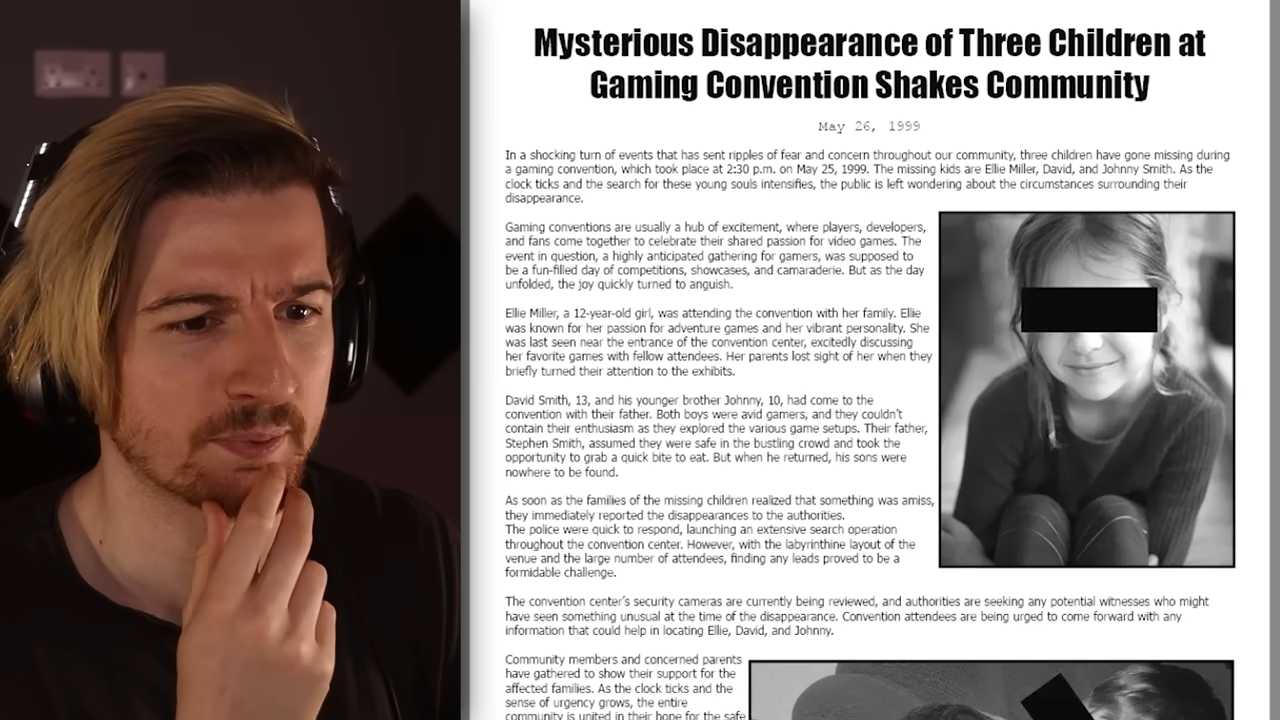 Mysterious Disappearance of Three Children at
Gaming Convention Shakes Community
May 26, 1999
In a shocking turn of events that has sent ripples of fear and concern throughout our community, three children have gone missing during
a gaming convention, which took place at 2:30 p.m. on May 25, 1999. The missing kids are Ellie Miller, David, and Johnny Smith. As the
clock ticks and the search for these young souls intensifies, the public is left wondering about the circumstances surrounding their
disappearance.
Gaming conventions are usually a hub of excitement, where players, developers,
and fans come together to celebrate their shared passion for video games. The
event in question, a highly anticipated gathering for gamers, was supposed to
be a fun-filled day of competitions, showcases, and camaraderie. But as the day
unfolded, the joy quickly turned to anguish.
Ellie Miller, a 12-year-old girl, was attending the convention with her family. Ellie
was known for her passion for adventure games and her vibrant personality. She
was last seen near the entrance of the convention center, excitedly discussing
her favorite games with fellow attendees. Her parents lost sight of her when they
briefly turned their attention to the exhibits.
David Smith, 13, and his younger brother Johnny, 10, had come to the
convention with their father. Both boys were avid gamers, and they couldn't
contain their enthusiasm as they explored the various game setups. Their father,
Stephen Smith, assumed they were safe in the bustling crowd and took the
opportunity to grab a quick bite to eat. But when he returned, his sons were
nowhere to be found.
As soon as the families of the missing children realized that something was amiss,
they immediately reported the disappearances to the authorities.
The police were quick to respond, launching an extensive search operation
throughout the convention center. However, with the labyrinthine layout of the
venue and the large number of attendees, finding any leads proved to be a
formidable challenge.
The convention center's security cameras are currently being reviewed, and authorities are seeking any potential witnesses who might
have seen something unusual at the time of the disappearance. Convention attendees are being urged to come forward with any
information that could help in locating Ellie, David, and Johnny.
Community members and concerned parents
have gathered to show their support for the
affected families. As the clock ticks and the
sense of urgency grows, the entire
community is united in their hope for the safe